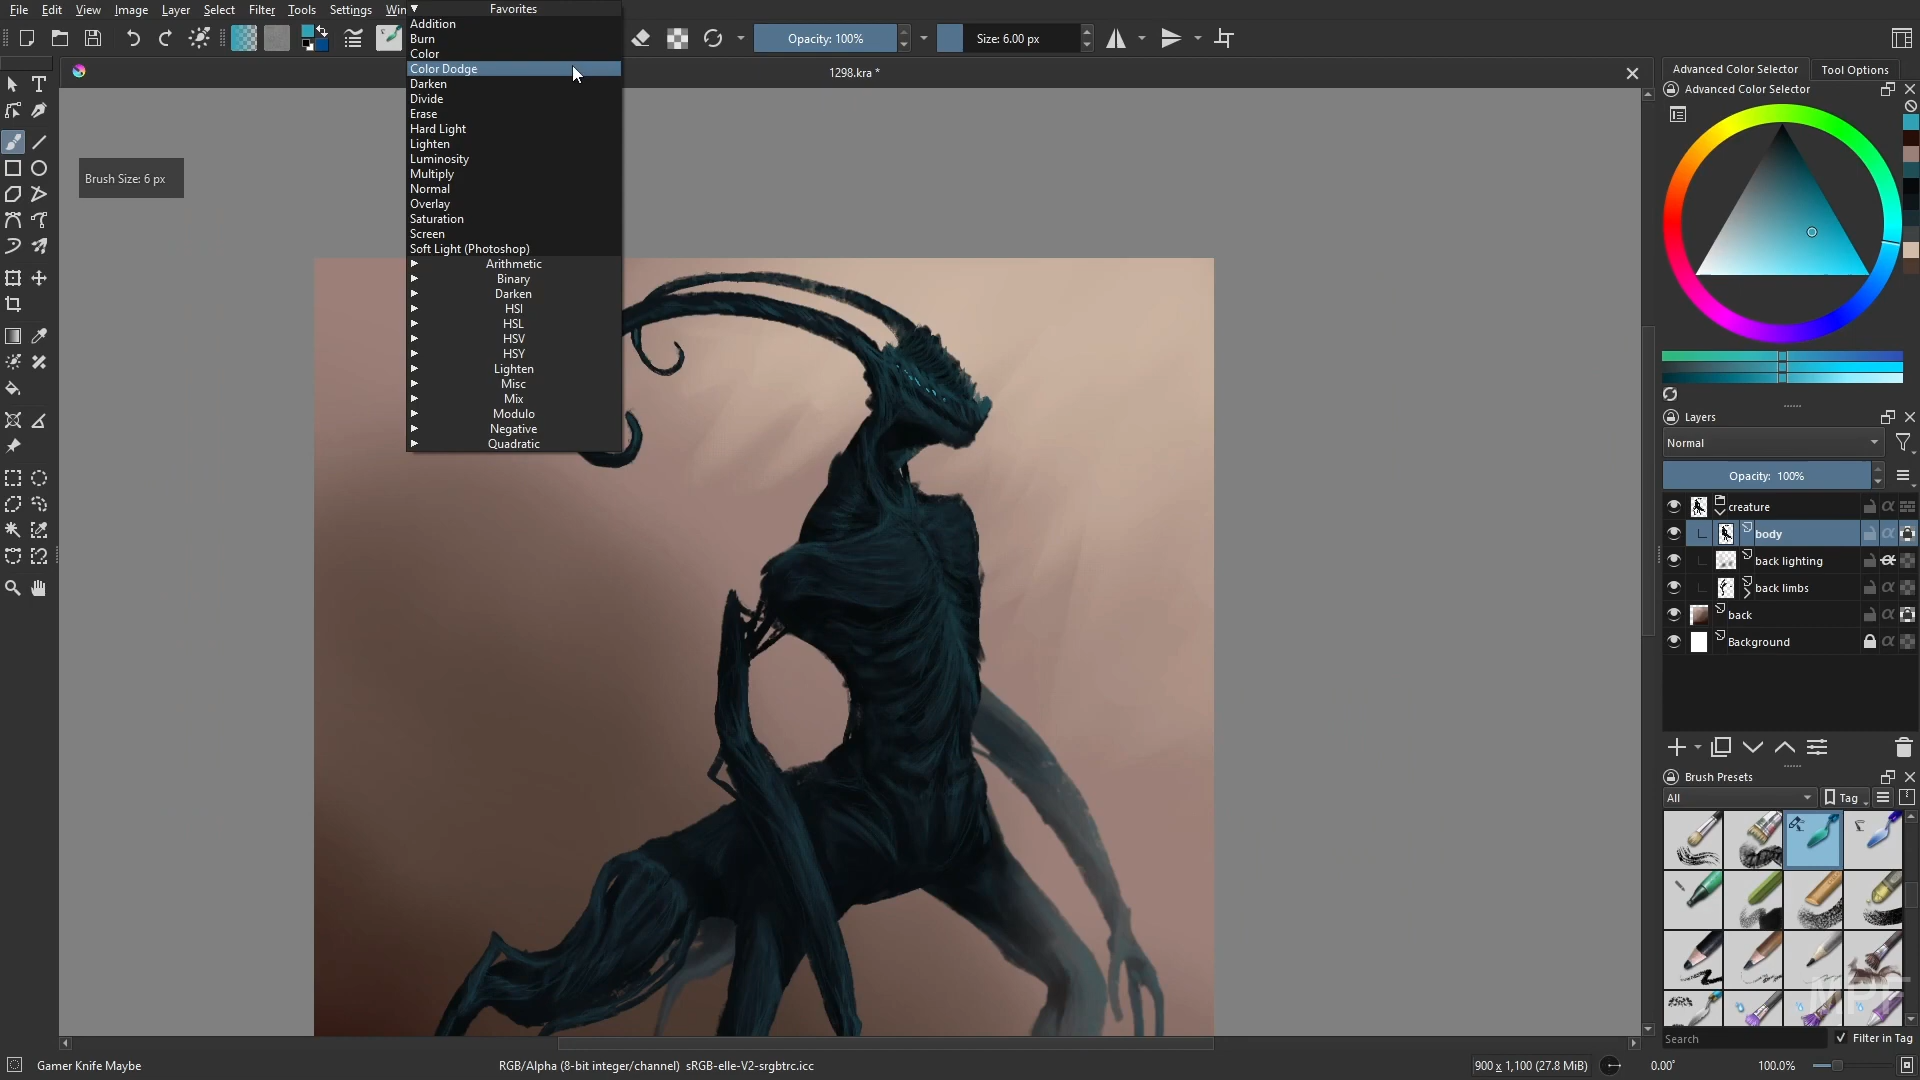 File Edit View Image Layer Select Filter Tools Settings Win
Favorites
Addition
Burn
Color
Color Dodge
Darken
Divide
Erase
Hard Light
Lighten
Luminosity
Multiply
Normal
Overlay
Saturation
Screen
Soft Light (Photoshop)
Arithmetic
Binary
Darken
HSI
HSL
HSV
HSY
Lighten
Misc
Mix
Modulo
Negative
Quadratic
Opacity: 100%
Size: 6.00 px
1298.kra *
Brush Size: 6 px
Advanced Color Selector
Tool Options
Advanced Color Selector
Layers
Normal
Opacity: 100%
creature
body
back lighting
back limbs
back
Background
Brush Presets
All
Tag
MPF
Search
Filter in Tag
Gamer Knife Maybe
RGB/Alpha (8-bit integer/channel) sRGB-elle-V2-srgbtrc.icc
900 x 1,100 (27.8 MiB)
0.00°
100.0%